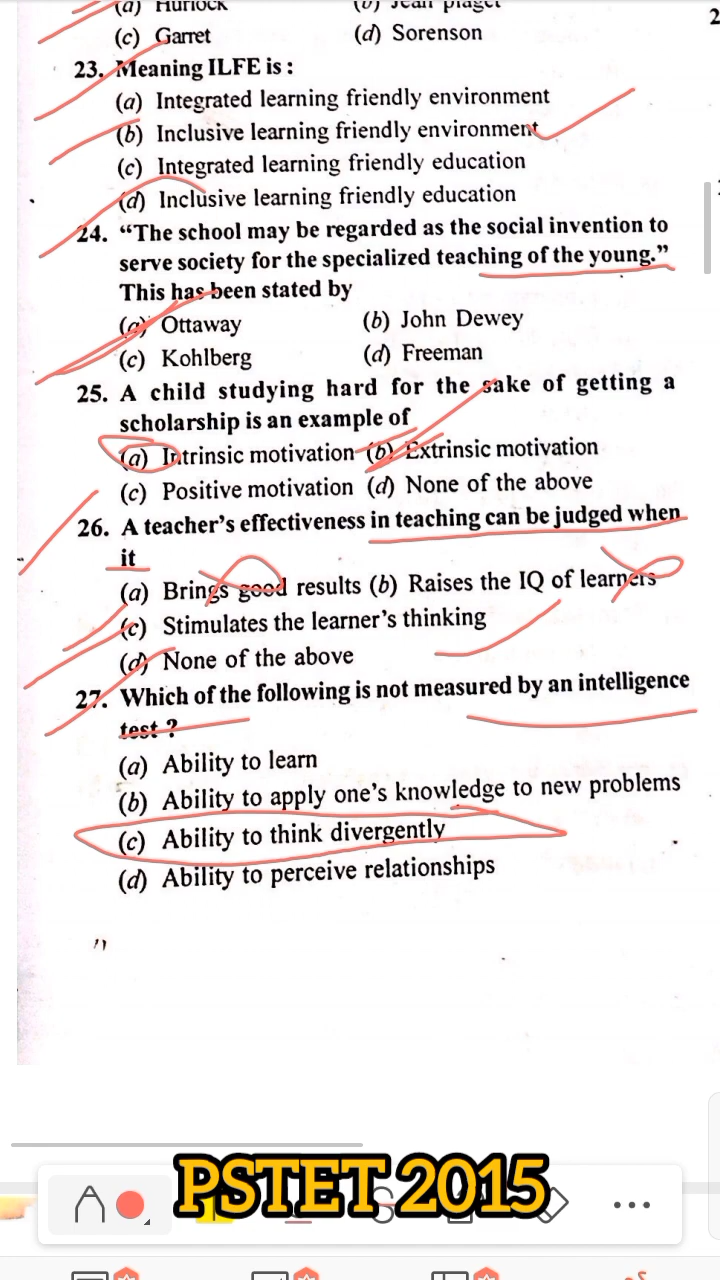 (a) Hurlock (b) Jean piaget
2
(c) Garret (d) Sorenson
23. Meaning ILFE is :
(a) Integrated learning friendly environment
(b) Inclusive learning friendly environment
(c) Integrated learning friendly education
(d) Inclusive learning friendly education
24. “The school may be regarded as the social invention to
serve society for the specialized teaching of the young.”
This has been stated by
(a) Ottaway (b) John Dewey
(c) Kohlberg (d) Freeman
25. A child studying hard for the sake of getting a
scholarship is an example of
(a) Intrinsic motivation (b) Extrinsic motivation
(c) Positive motivation (d) None of the above
26. A teacher’s effectiveness in teaching can be judged when
it
(a) Brings good results (b) Raises the IQ of learners
(c) Stimulates the learner’s thinking
(d) None of the above
27. Which of the following is not measured by an intelligence
test ?
(a) Ability to learn
(b) Ability to apply one’s knowledge to new problems
(c) Ability to think divergently
(d) Ability to perceive relationships
PSTET 2015